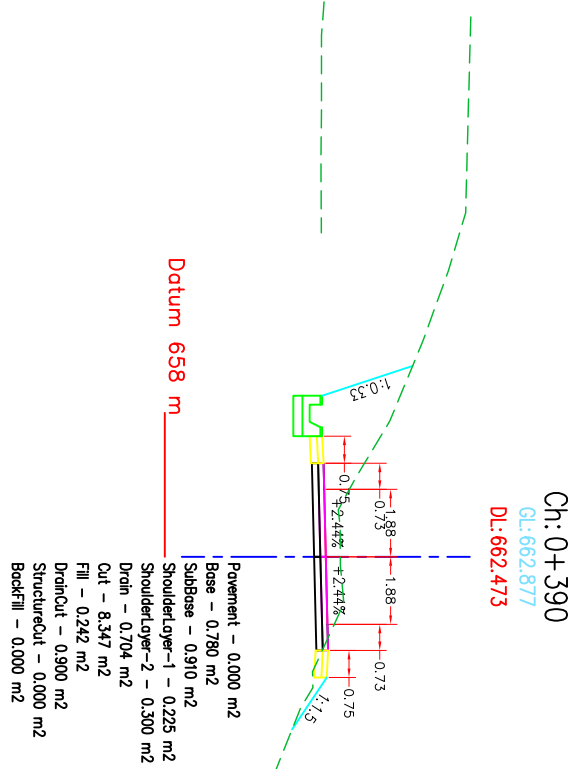 Ch: 0+390
GL: 662.877
DL: 662.473
1:0.33
0.75
0.73
1.88
1.88
0.73
0.75
+2.44%
+2.44%
1:1.5
Datum 658 m
Pavement - 0.000 m2
Base - 0.780 m2
SubBase - 0.910 m2
ShoulderLayer-1 - 0.225 m2
ShoulderLayer-2 - 0.300 m2
Drain - 0.704 m2
Cut - 8.347 m2
Fill - 0.242 m2
DrainCut - 0.900 m2
StructureCut - 0.000 m2
BackFill - 0.000 m2